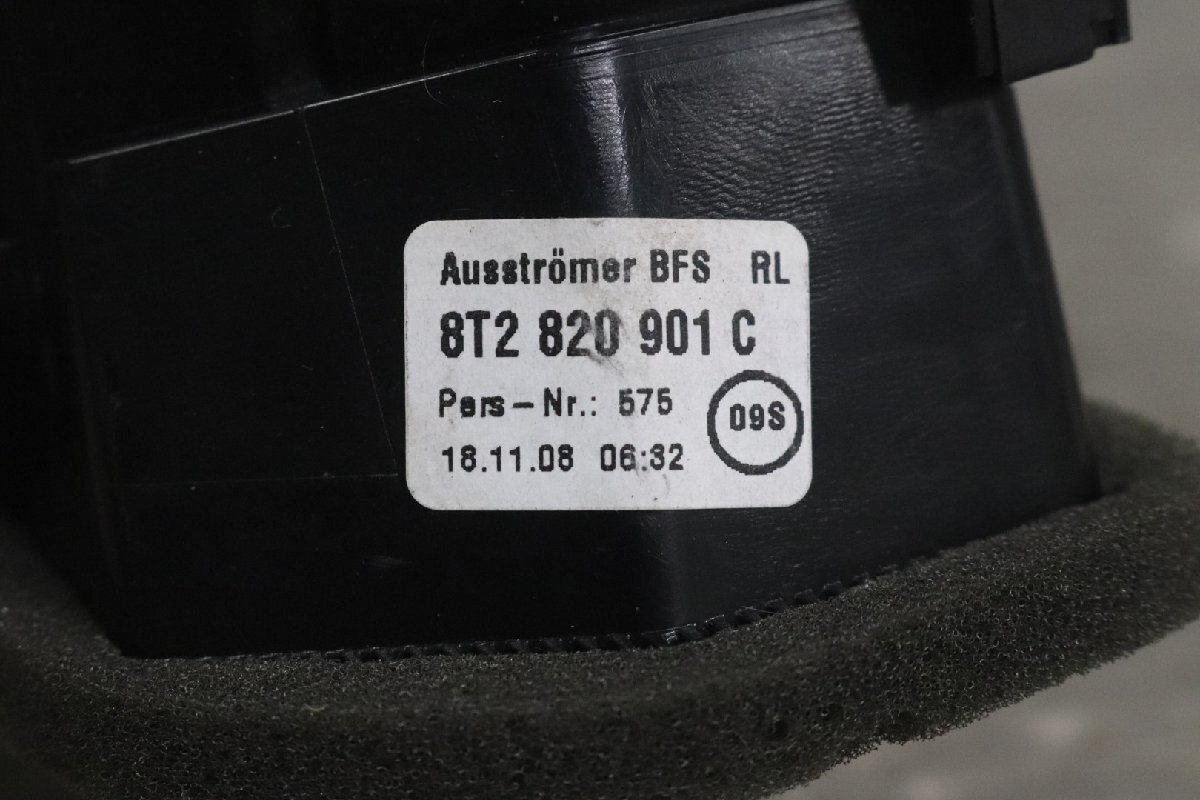 Ausströmer BFS RL
8T2 820 901 C
Pers-Nr.: 575
09S
18.11.08 06:32